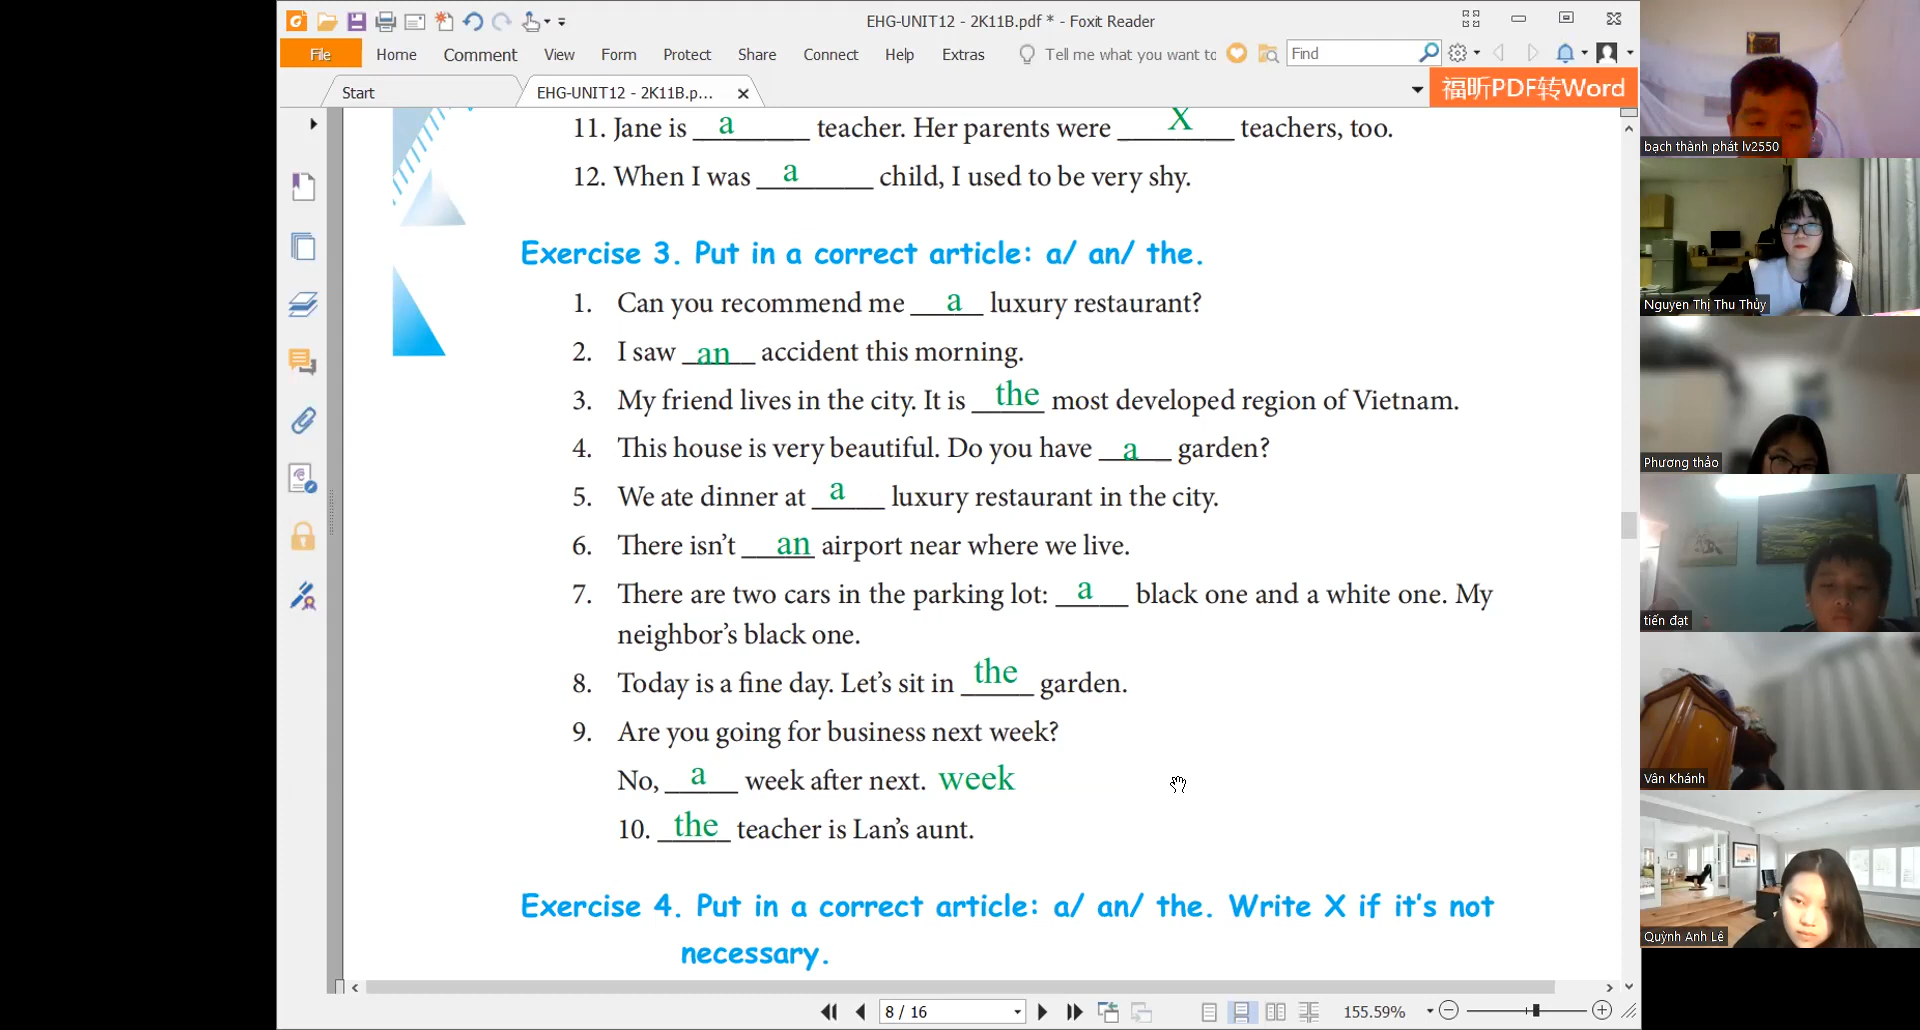 EHG-UNIT12 - 2K11B.pdf * - Foxit Reader
File Home Comment View Form Protect Share Connect Help Extras Tell me what you want to Find
Start EHG-UNIT12 - 2K11B.p...
福昕PDF转Word
11. Jane is a teacher. Her parents were X teachers, too.
12. When I was a child, I used to be very shy.
Exercise 3. Put in a correct article: a/ an/ the.
1. Can you recommend me a luxury restaurant?
2. I saw an accident this morning.
3. My friend lives in the city. It is the most developed region of Vietnam.
4. This house is very beautiful. Do you have a garden?
5. We ate dinner at a luxury restaurant in the city.
6. There isn't an airport near where we live.
7. There are two cars in the parking lot: a black one and a white one. My
neighbor's black one.
8. Today is a fine day. Let's sit in the garden.
9. Are you going for business next week?
No, a week after next. week
10. the teacher is Lan's aunt.
Exercise 4. Put in a correct article: a/ an/ the. Write X if it's not
necessary.
8 / 16 155.59%
bạch thành phát lv2550
Nguyen Thị Thu Thủy
Phương thảo
tiến đạt
Vân Khánh
Quỳnh Anh Lê